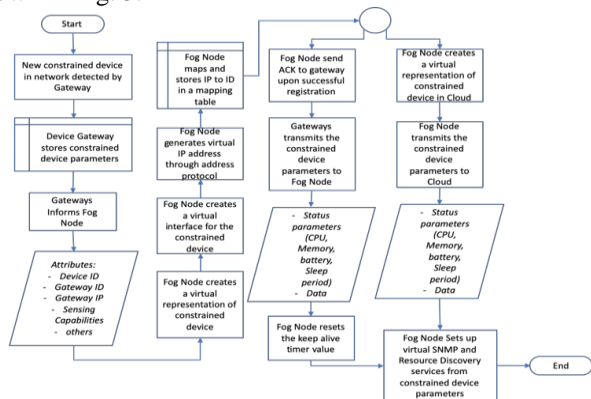 Start
New constrained device
in network detected by
Gateway
Device Gateway
stores constrained
device parameters
Gateways
Informs Fog
Node
Attributes:
- Device ID
- Gateway ID
- Gateway IP
- Sensing
Capabilities
- others
Fog Node
maps and
stores IP to ID
in a mapping
table
Fog Node
generates virtual
IP address
through address
protocol
Fog Node creates
a virtual
interface for the
constrained
device
Fog Node creates
a virtual
representation of
constrained
device
Fog Node send
ACK to gateway
upon successful
registration
Gateways
transmits the
constrained
device
parameters to
Fog Node
- Status
parameters
(CPU,
Memory,
battery,
Sleep
period)
- Data
Fog Node resets
the keep alive
timer value
Fog Node creates
a virtual
representation of
constrained
device in Cloud
Fog Node
transmits the
constrained
device
parameters to
Cloud
- Status
parameters
(CPU,
Memory,
battery,
Sleep
period)
- Data
Fog Node Sets up
virtual SNMP and
Resource Discovery
services from
constrained device
parameters
End